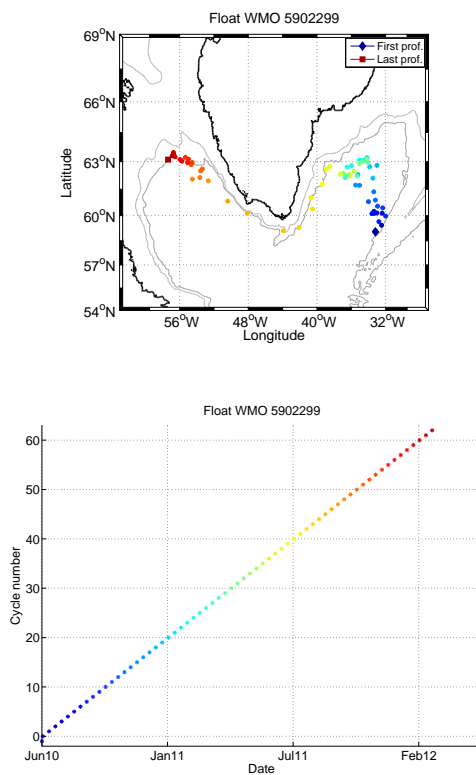 Float WMO 5902299
First prof.
Last prof.
69°N
66°N
63°N
60°N
57°N
54°N
Latitude
56°W 48°W 40°W 32°W
Longitude
Float WMO 5902299
60
50
40
30
20
10
0
Cycle number
Jun10 Jan11 Jul11 Feb12
Date